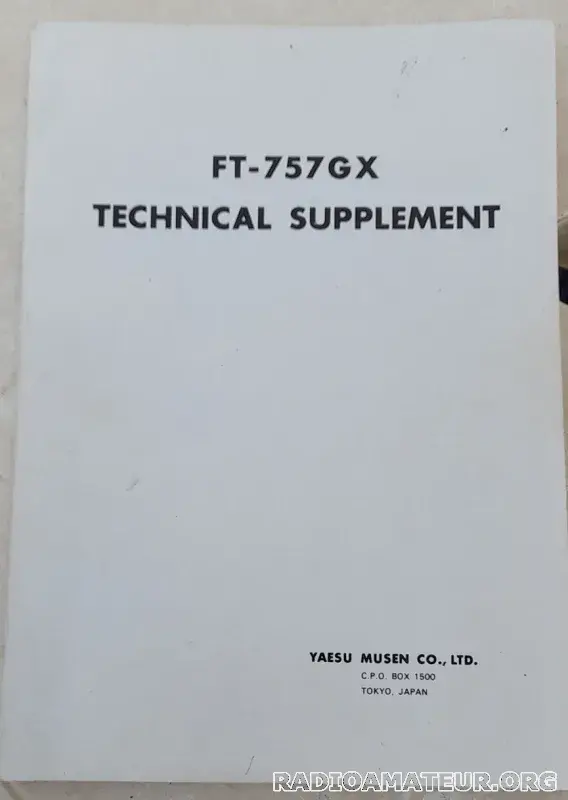 FT-757GX
TECHNICAL SUPPLEMENT
YAESU MUSEN CO., LTD.
C.P.O. BOX 1500
TOKYO, JAPAN
RADIOAMATEUR.ORG